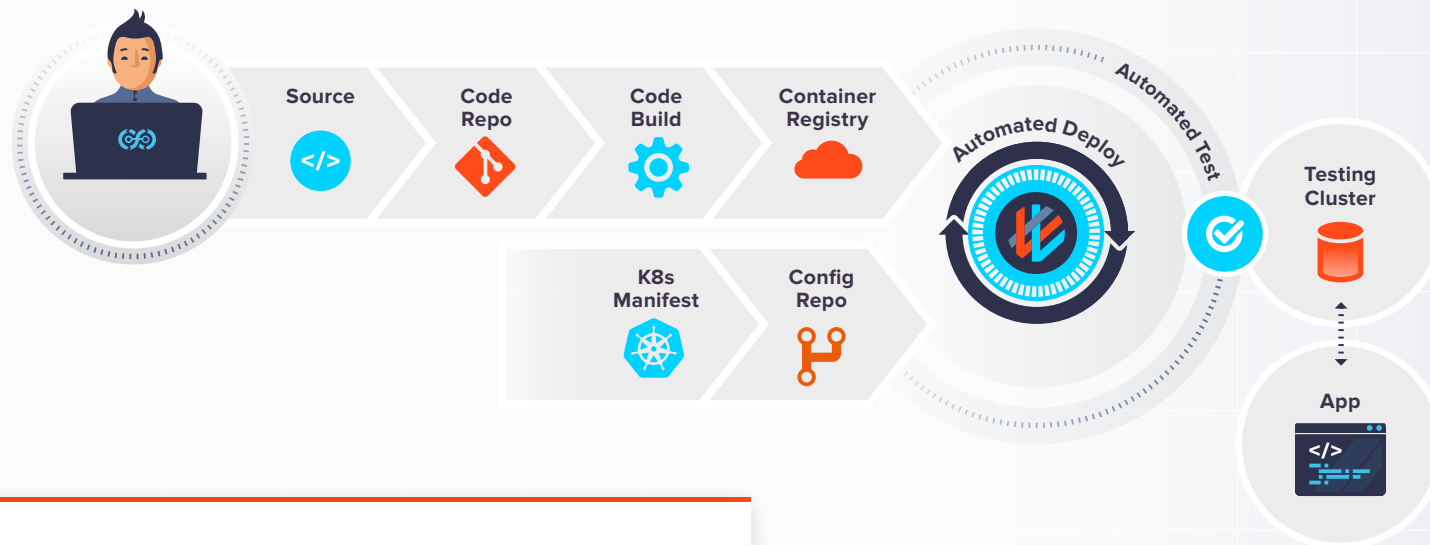 Source
</>
Code
Repo
Code
Build
Container
Registry
K8s
Manifest
Config
Repo
Automated Deploy
Automated Test
Testing
Cluster
App
</>